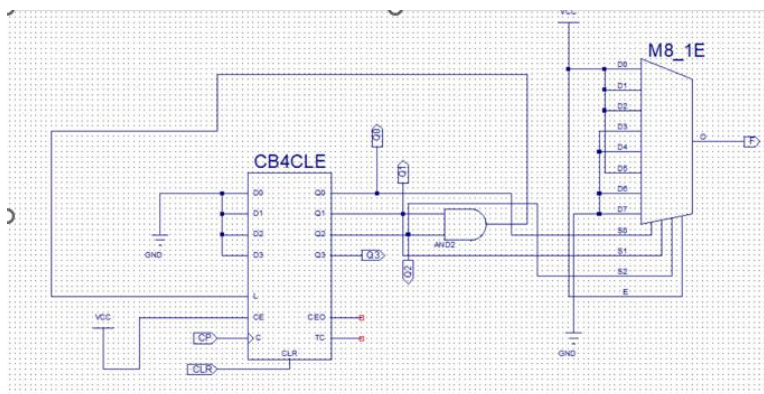 VCC
M8_1E
D0
D1
D2
D3
D4
D5
D6
D7
S0
S1
S2
E
O
F
GND
CB4CLE
D0
D1
D2
D3
L
CE
C
CLR
Q0
Q1
Q2
Q3
CEO
TC
Q0
Q1
Q2
Q3
AND2
GND
VCC
CP
CLR